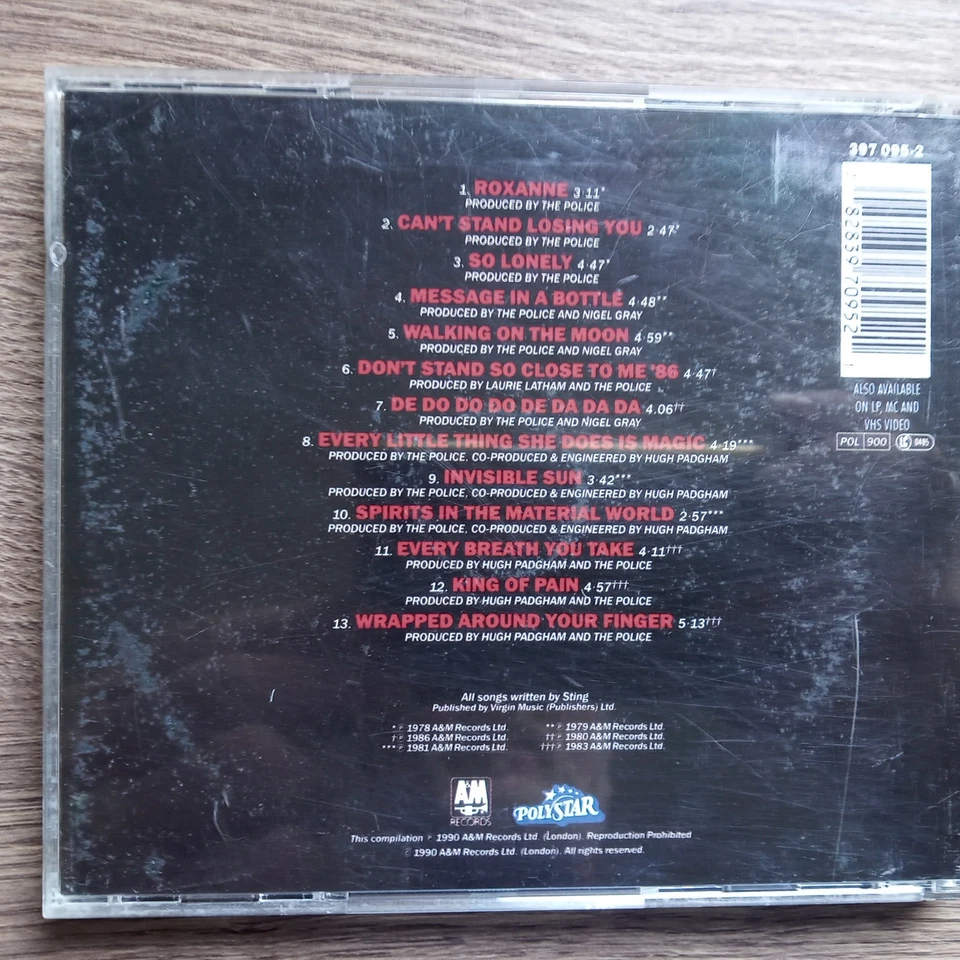 397 095-2
1. ROXANNE 3·11*
PRODUCED BY THE POLICE
2. CAN'T STAND LOSING YOU 2·47*
PRODUCED BY THE POLICE
3. SO LONELY 4·47*
PRODUCED BY THE POLICE
4. MESSAGE IN A BOTTLE 4·48**
PRODUCED BY THE POLICE AND NIGEL GRAY
5. WALKING ON THE MOON 4·59**
PRODUCED BY THE POLICE AND NIGEL GRAY
6. DON'T STAND SO CLOSE TO ME '86 4·47†
PRODUCED BY LAURIE LATHAM AND THE POLICE
7. DE DO DO DO DE DA DA DA 4.06††
PRODUCED BY THE POLICE AND NIGEL GRAY
8. EVERY LITTLE THING SHE DOES IS MAGIC 4·19***
PRODUCED BY THE POLICE, CO-PRODUCED & ENGINEERED BY HUGH PADGHAM
9. INVISIBLE SUN 3·42***
PRODUCED BY THE POLICE, CO-PRODUCED & ENGINEERED BY HUGH PADGHAM
10. SPIRITS IN THE MATERIAL WORLD 2·57***
PRODUCED BY THE POLICE, CO-PRODUCED & ENGINEERED BY HUGH PADGHAM
11. EVERY BREATH YOU TAKE 4·11†††
PRODUCED BY HUGH PADGHAM AND THE POLICE
12. KING OF PAIN 4·57†††
PRODUCED BY HUGH PADGHAM AND THE POLICE
13. WRAPPED AROUND YOUR FINGER 5·13†††
PRODUCED BY HUGH PADGHAM AND THE POLICE
0 82839 70952 1
ALSO AVAILABLE
ON LP, MC AND
VHS VIDEO
POL 900 LC 0485
All songs written by Sting
Published by Virgin Music (Publishers) Ltd.
* ℗ 1978 A&M Records Ltd. ** ℗ 1979 A&M Records Ltd.
† ℗ 1986 A&M Records Ltd. †† ℗ 1980 A&M Records Ltd.
*** ℗ 1981 A&M Records Ltd. ††† ℗ 1983 A&M Records Ltd.
A&M RECORDS POLYSTAR
This compilation ℗ 1990 A&M Records Ltd. (London). Reproduction Prohibited
© 1990 A&M Records Ltd. (London). All rights reserved.